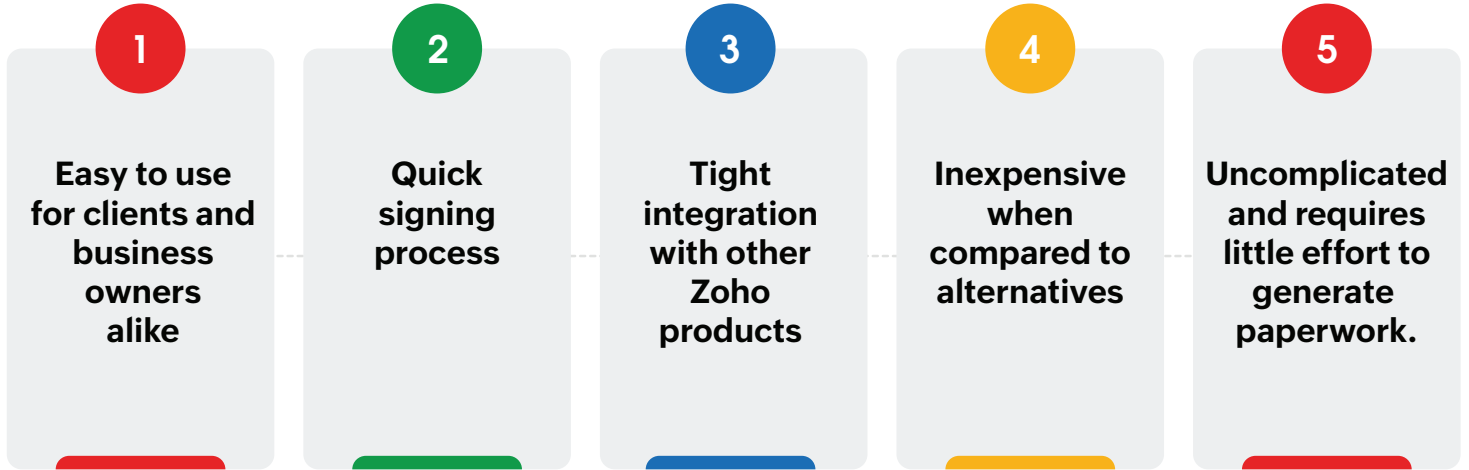 1
Easy to use
for clients and
business
owners
alike
2
Quick
signing
process
3
Tight
integration
with other
Zoho
products
4
Inexpensive
when
compared to
alternatives
5
Uncomplicated
and requires
little effort to
generate
paperwork.